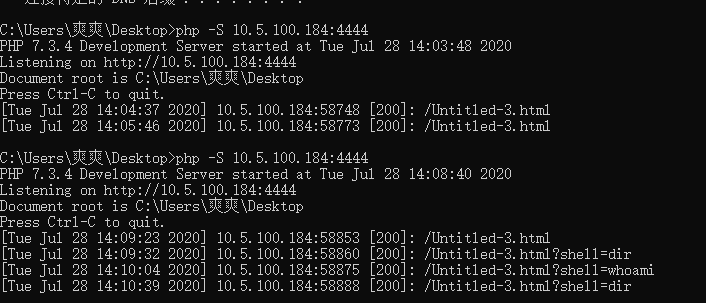 C:\Users\爽爽\Desktop>php -S 10.5.100.184:4444
PHP 7.3.4 Development Server started at Tue Jul 28 14:03:48 2020
Listening on http://10.5.100.184:4444
Document root is C:\Users\爽爽\Desktop
Press Ctrl-C to quit.
[Tue Jul 28 14:04:37 2020] 10.5.100.184:58748 [200]: /Untitled-3.html
[Tue Jul 28 14:05:46 2020] 10.5.100.184:58773 [200]: /Untitled-3.html
C:\Users\爽爽\Desktop>php -S 10.5.100.184:4444
PHP 7.3.4 Development Server started at Tue Jul 28 14:08:40 2020
Listening on http://10.5.100.184:4444
Document root is C:\Users\爽爽\Desktop
Press Ctrl-C to quit.
[Tue Jul 28 14:09:23 2020] 10.5.100.184:58853 [200]: /Untitled-3.html
[Tue Jul 28 14:09:32 2020] 10.5.100.184:58860 [200]: /Untitled-3.html?shell=dir
[Tue Jul 28 14:10:04 2020] 10.5.100.184:58875 [200]: /Untitled-3.html?shell=whoami
[Tue Jul 28 14:10:39 2020] 10.5.100.184:58888 [200]: /Untitled-3.html?shell=dir